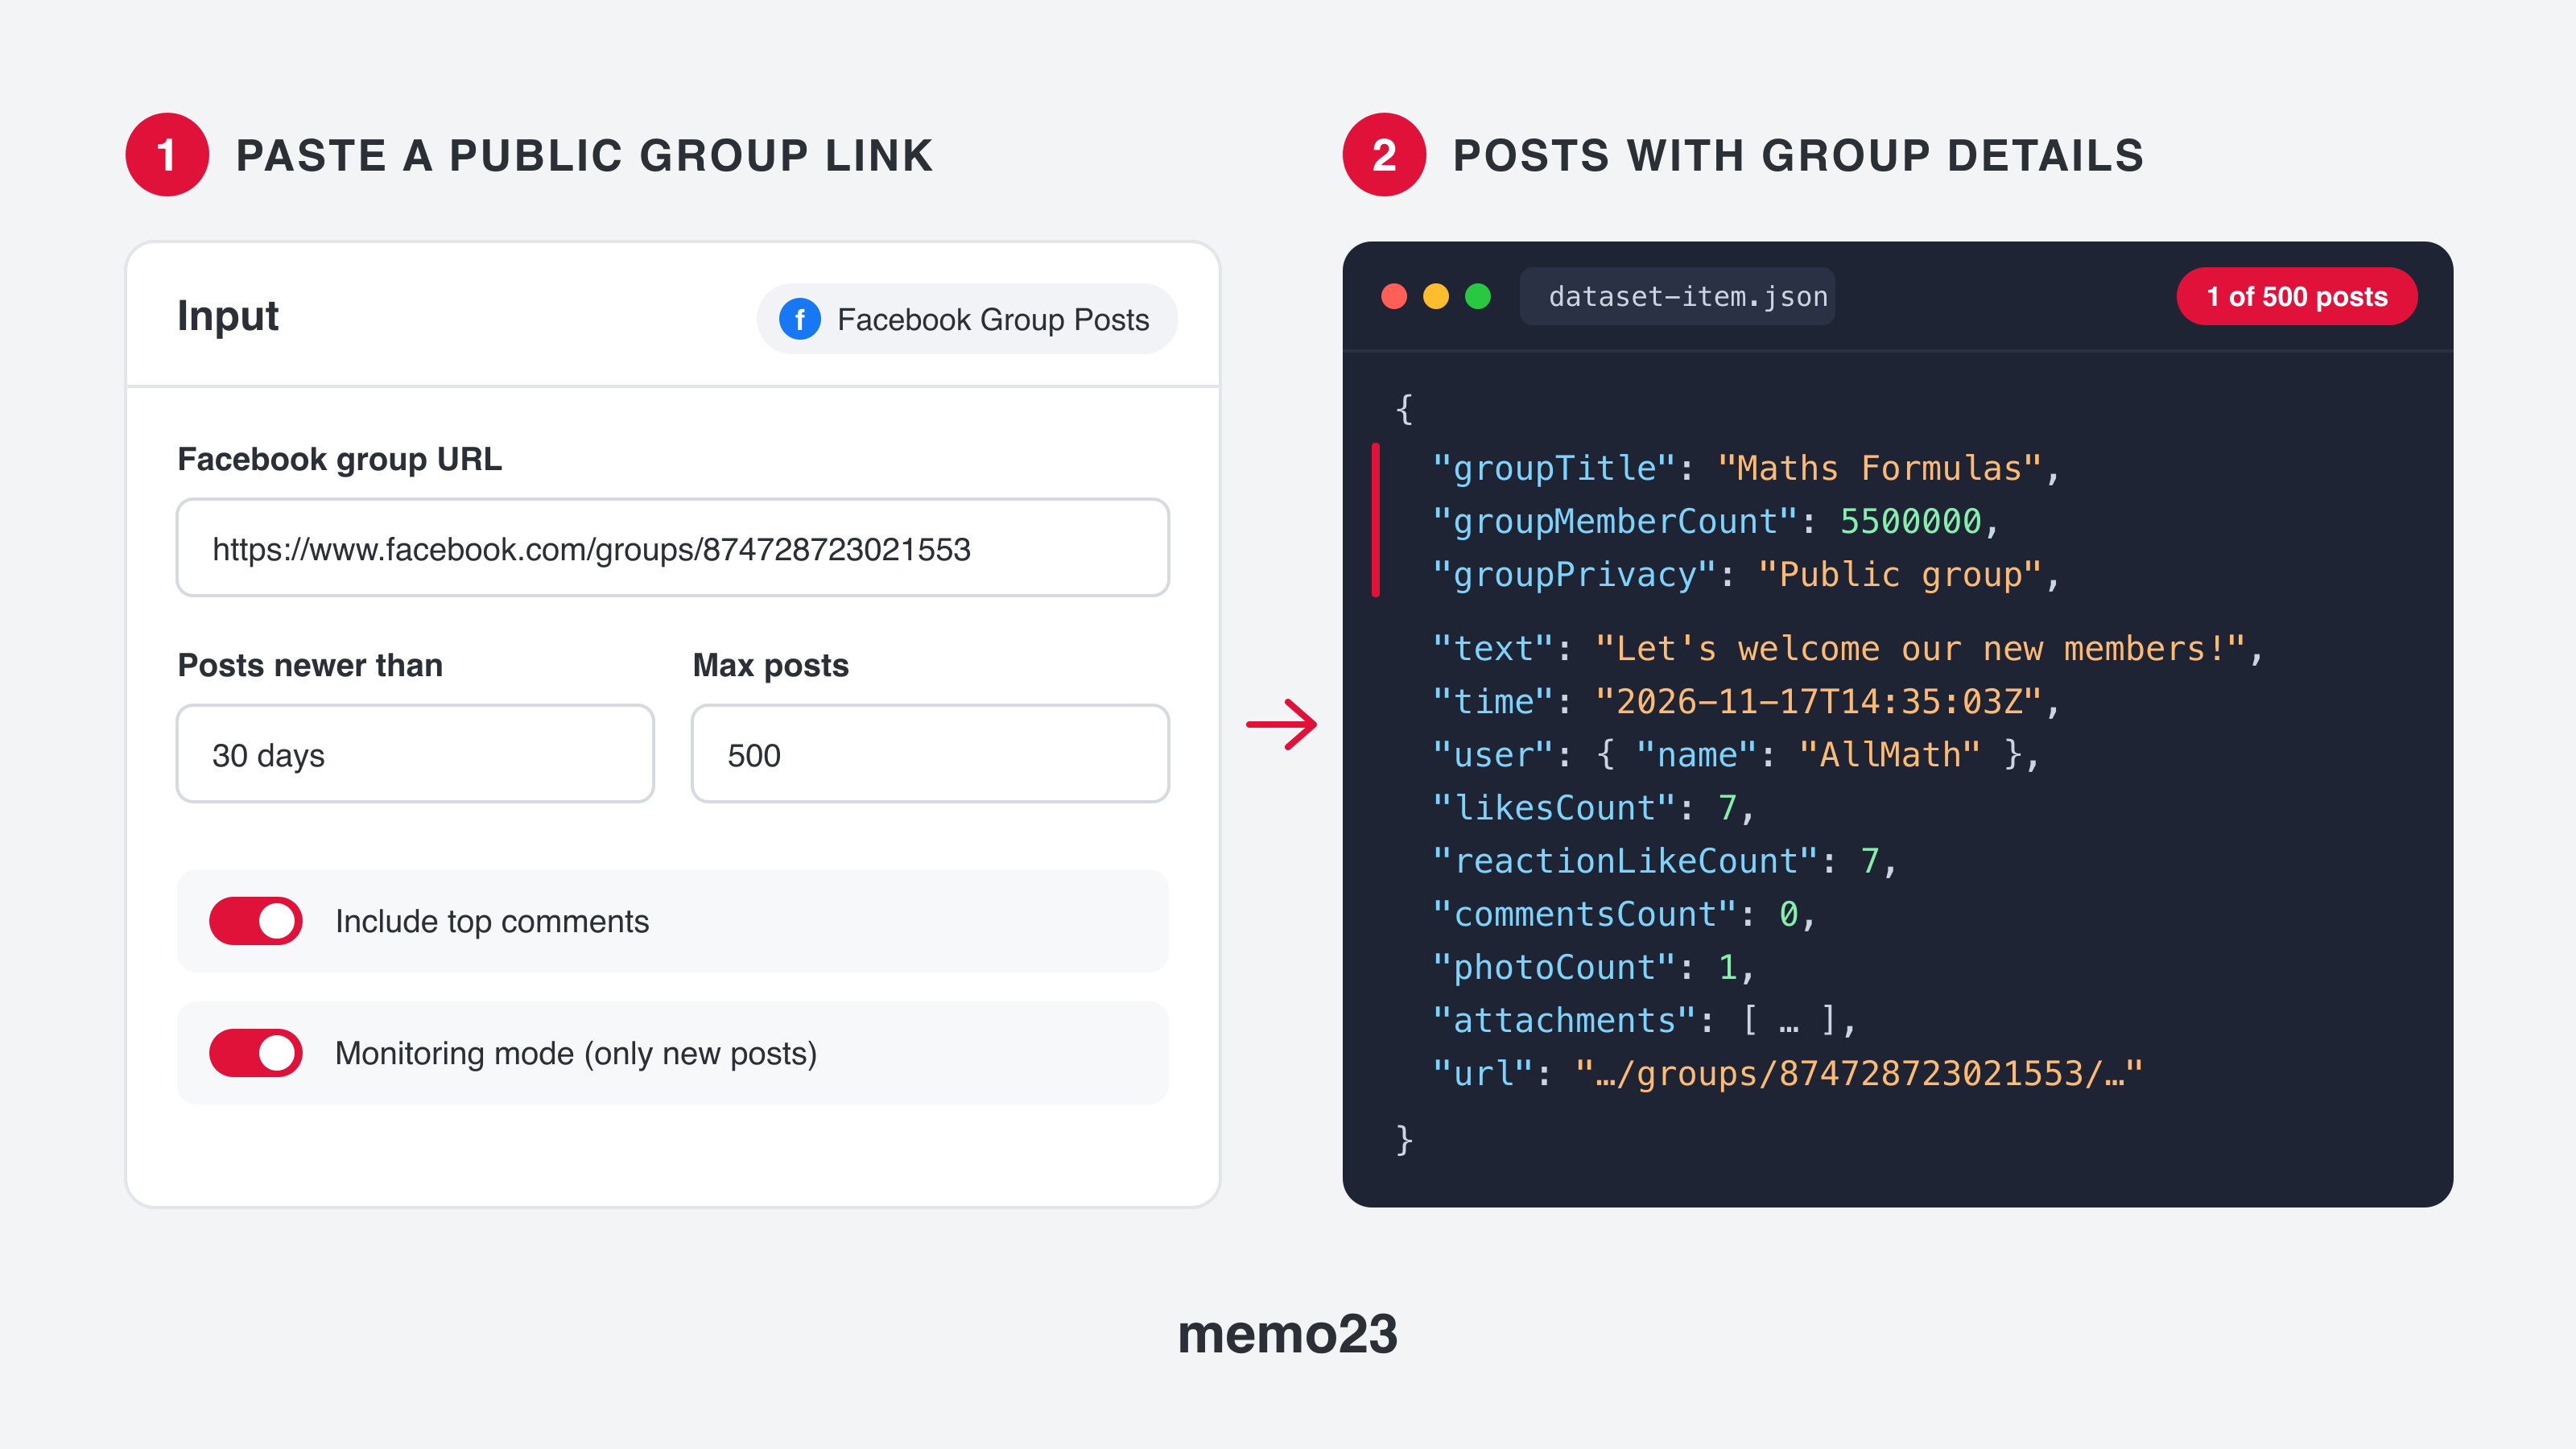 1 PASTE A PUBLIC GROUP LINK
Input
f Facebook Group Posts
Facebook group URL
https://www.facebook.com/groups/874728723021553
Posts newer than
Max posts
30 days
500
Include top comments
Monitoring mode (only new posts)
2 POSTS WITH GROUP DETAILS
dataset-item.json
1 of 500 posts
{
"groupTitle": "Maths Formulas",
"groupMemberCount": 5500000,
"groupPrivacy": "Public group",
"text": "Let's welcome our new members!",
"time": "2026-11-17T14:35:03Z",
"user": { "name": "AllMath" },
"likesCount": 7,
"reactionLikeCount": 7,
"commentsCount": 0,
"photoCount": 1,
"attachments": [ … ],
"url": "…/groups/874728723021553/…"
}
memo23